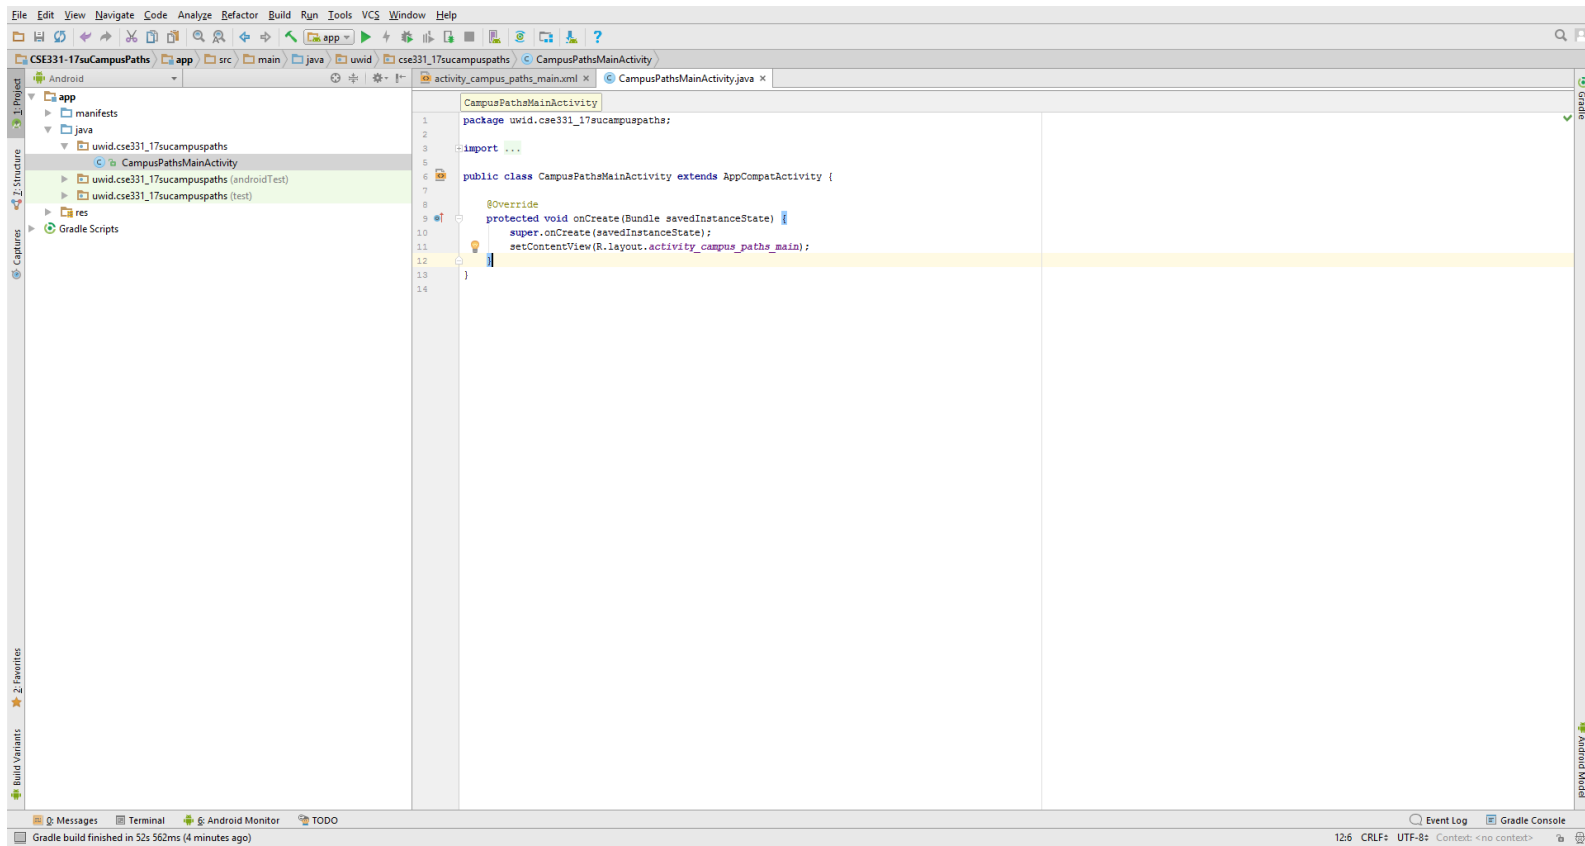 File Edit View Navigate Code Analyze Refactor Build Run Tools VCS Window Help
app
CSE331-17suCampusPaths app src main java uwid cse331_17sucampuspaths CampusPathsMainActivity
Android
activity_campus_paths_main.xml CampusPathsMainActivity.java
1: Project
7: Structure
Captures
2: Favorites
Build Variants
app
manifests
java
uwid.cse331_17sucampuspaths
CampusPathsMainActivity
uwid.cse331_17sucampuspaths (androidTest)
uwid.cse331_17sucampuspaths (test)
res
Gradle Scripts
CampusPathsMainActivity
1 package uwid.cse331_17sucampuspaths;
2
3 import ...
5
6 public class CampusPathsMainActivity extends AppCompatActivity {
7
8 @Override
9 protected void onCreate(Bundle savedInstanceState) {
10 super.onCreate(savedInstanceState);
11 setContentView(R.layout.activity_campus_paths_main);
12 }
13 }
14
Gradle
Android Model
0: Messages Terminal 6: Android Monitor TODO Event Log Gradle Console
Gradle build finished in 52s 562ms (4 minutes ago) 12:6 CRLF UTF-8 Context: <no context>